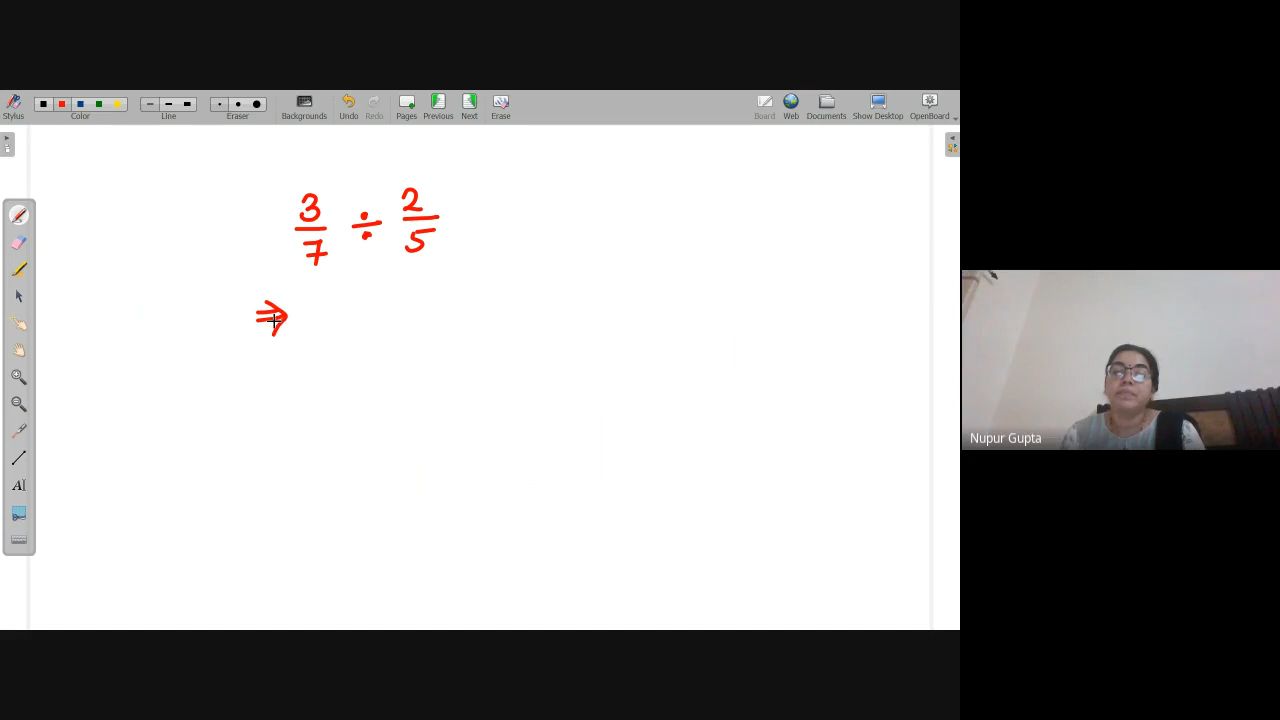 Stylus Color Line Eraser Backgrounds Undo Redo Pages Previous Next Erase Board Web Documents Show Desktop OpenBoard
3/7 ÷ 2/5
⇒
A
Nupur Gupta